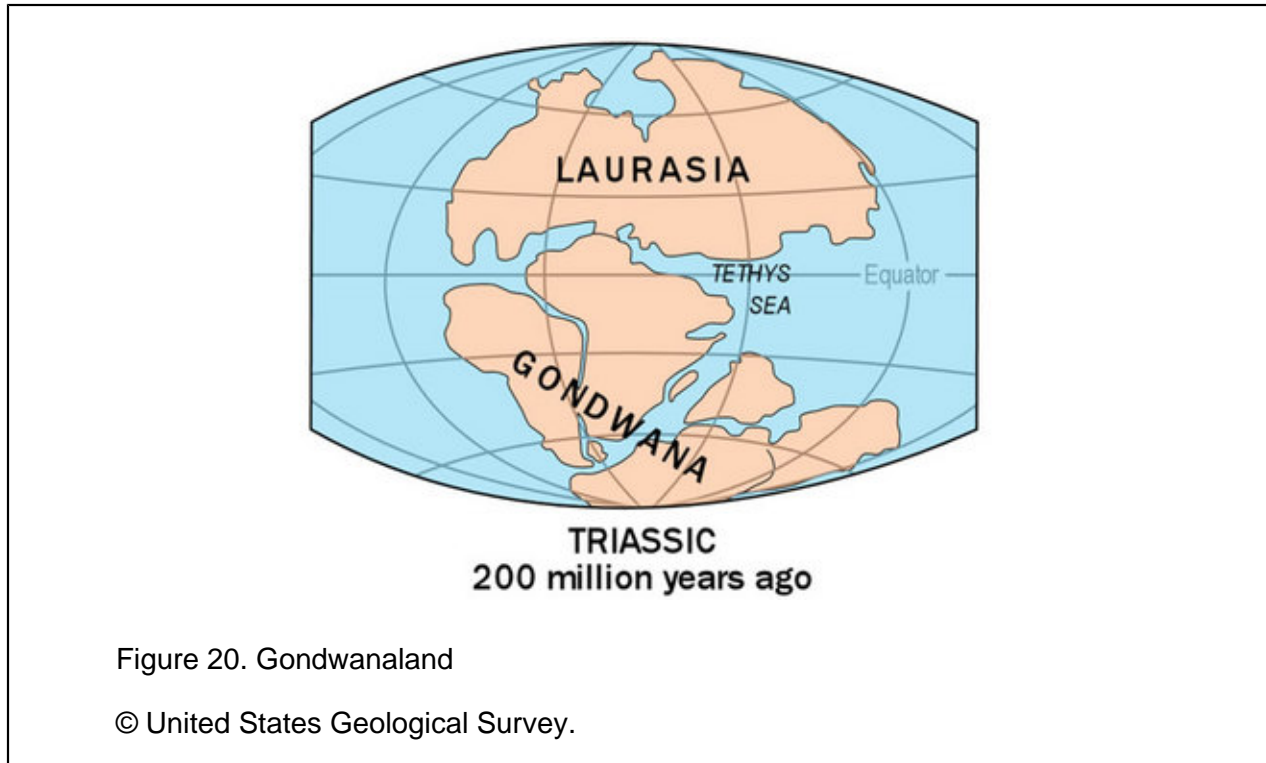 LAURASIA
TETHYS
SEA
Equator
GONDWANA
TRIASSIC
200 million years ago
Figure 20. Gondwanaland
© United States Geological Survey.